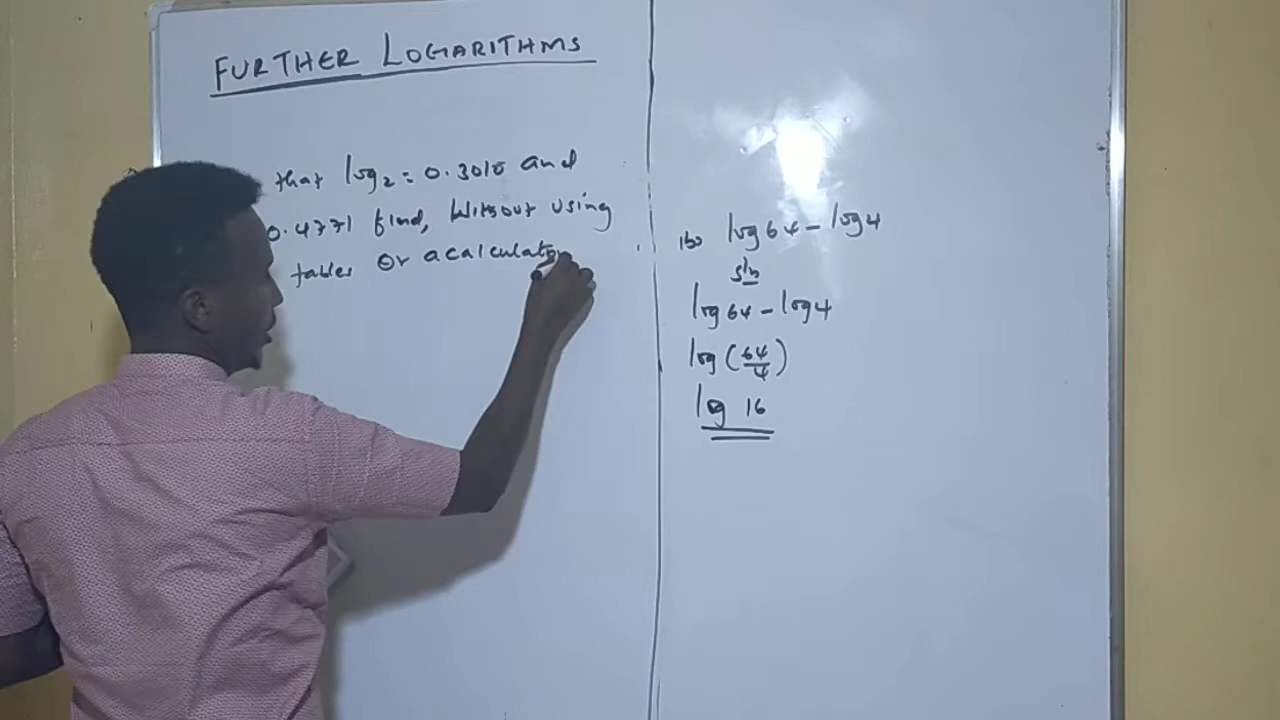 FURTHER LOGARITHMS
that log2 = 0.3010 and
0.4771 find, without using
tables or a calculator
1b) log 64 - log 4
sln
log 64 - log 4
log (64/4)
log 16